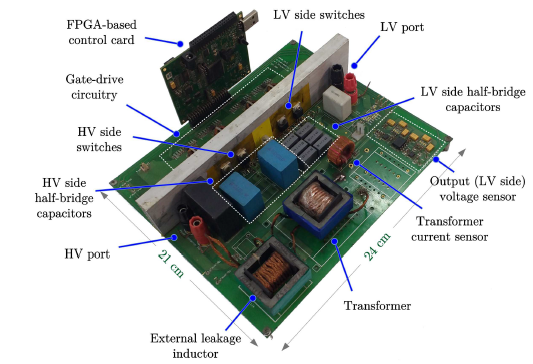 FPGA-based
control card
LV side switches
LV port
Gate-drive
circuitry
LV side half-bridge
capacitors
HV side
switches
HV side
half-bridge
capacitors
Output (LV side)
voltage sensor
Transformer
current sensor
HV port
21 cm
24 cm
Transformer
External leakage
inductor